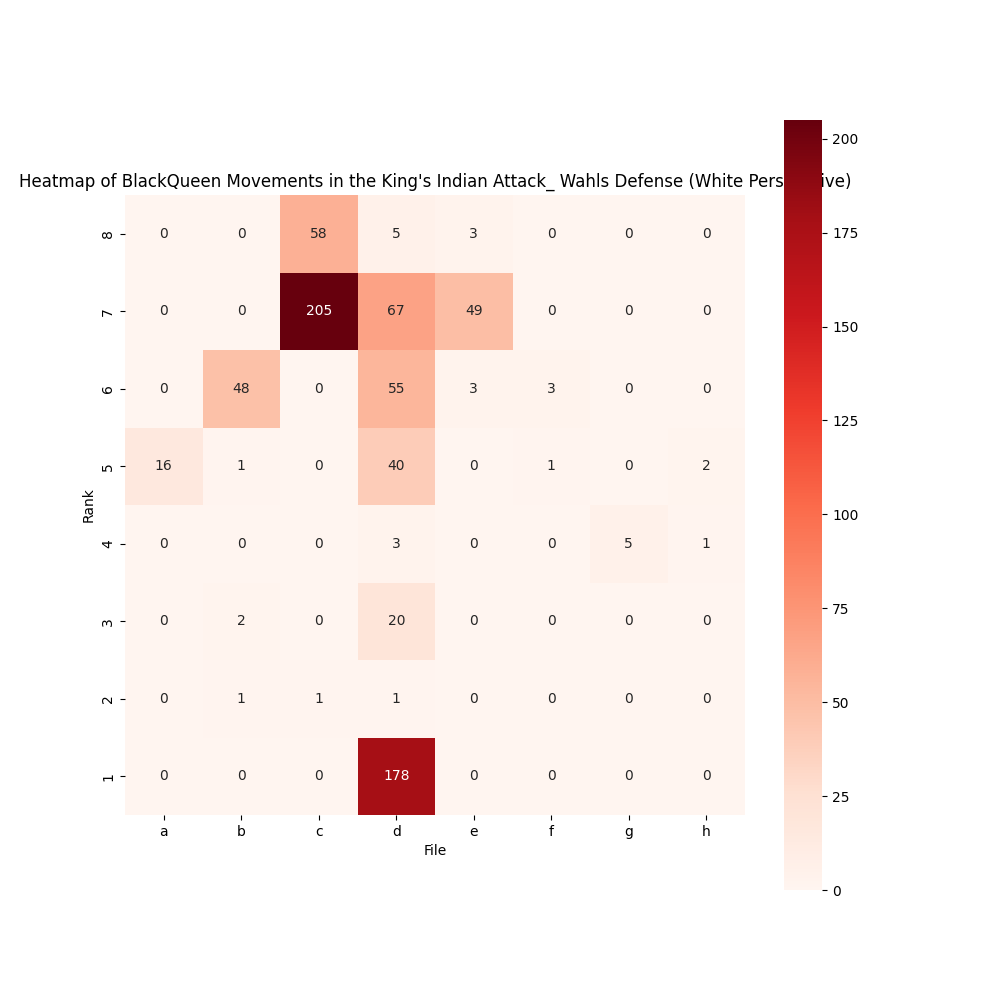 Heatmap of BlackQueen Movements in the King's Indian Attack_ Wahls Defense (White Pers ive)
200
8 0 0 58 5 3 0 0 0
175
7 0 0 205 67 49 0 0 0
150
6 0 48 0 55 3 3 0 0
125
5 16 1 0 40 0 1 0 2
Rank
100
4 0 0 0 3 0 0 5 1
75
3 0 2 0 20 0 0 0 0
50
2 0 1 1 1 0 0 0 0
25
1 0 0 0 178 0 0 0 0
a b c d e f g h
File
0